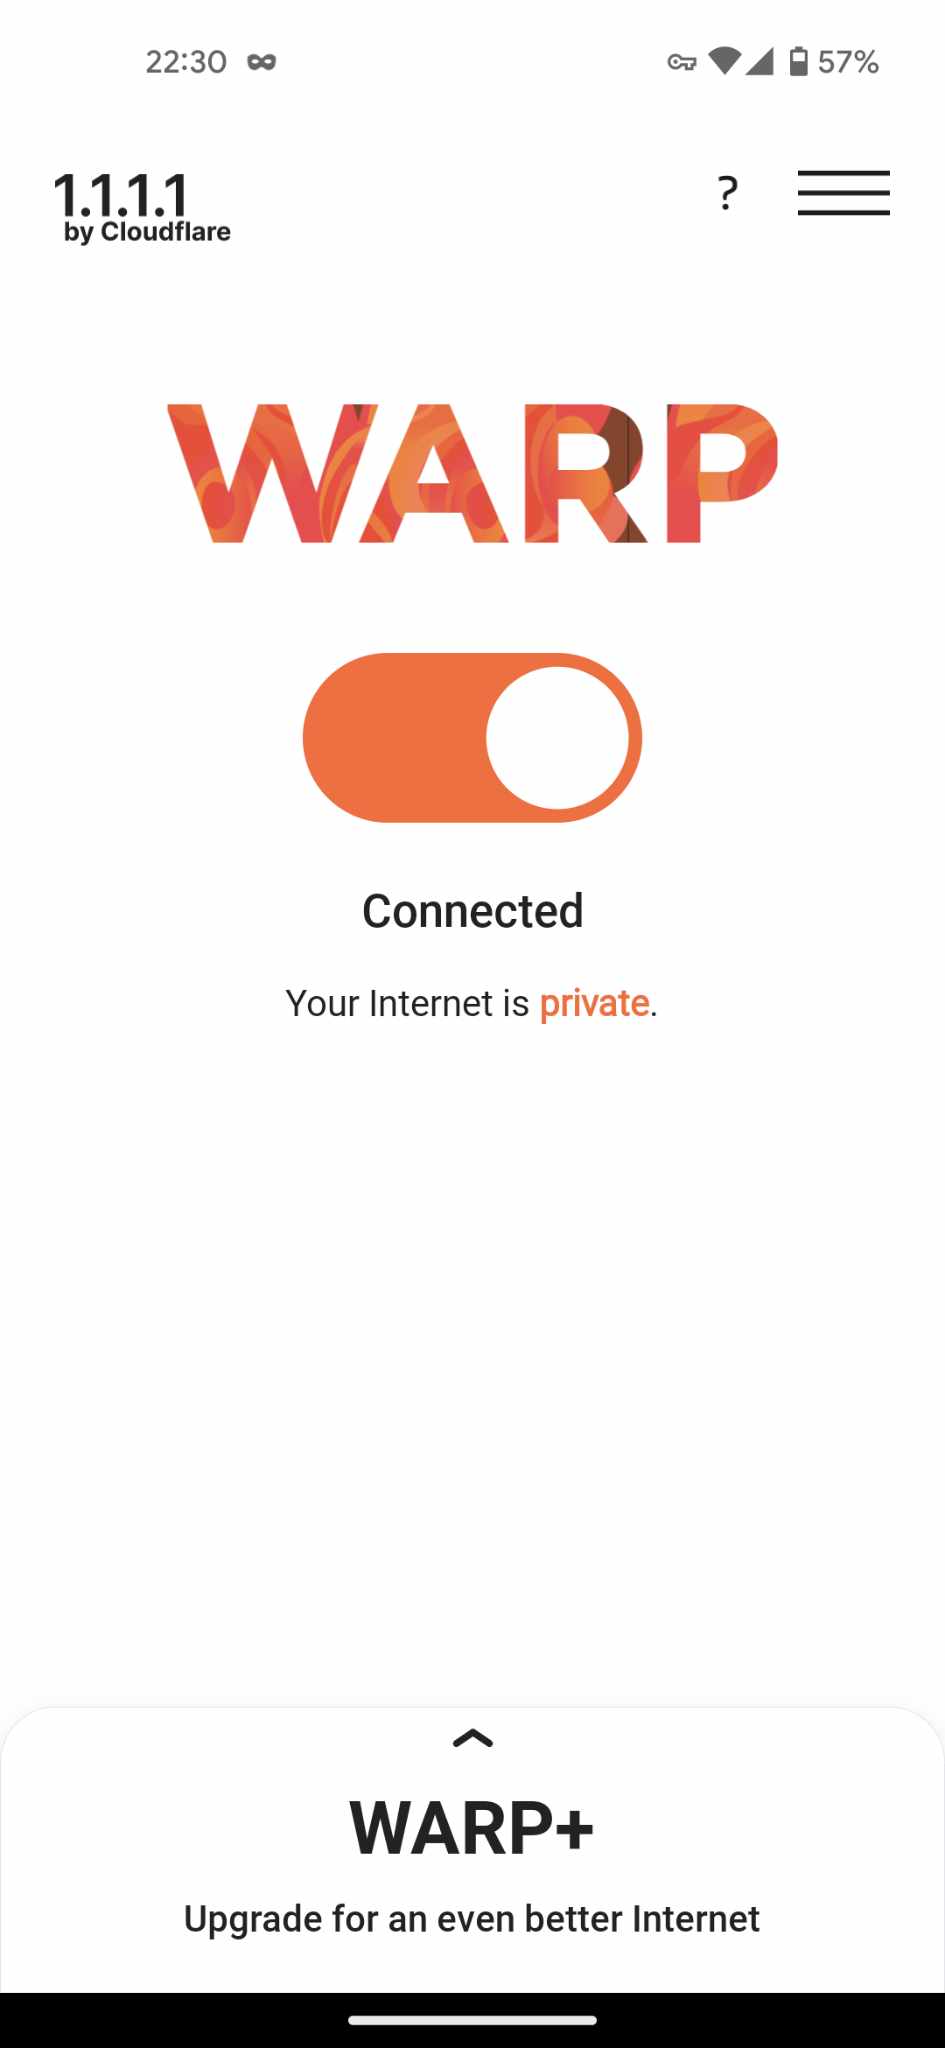 22:30 57%
1.1.1.1 ?
by Cloudflare
WARP
Connected
Your Internet is private.
WARP+
Upgrade for an even better Internet